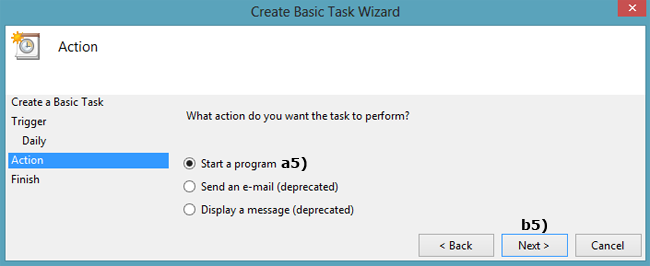 Create Basic Task Wizard
Action
Create a Basic Task
What action do you want the task to perform?
Trigger
Daily
Action
Start a program a5)
Finish
Send an e-mail (deprecated)
Display a message (deprecated)
b5)
< Back Next > Cancel